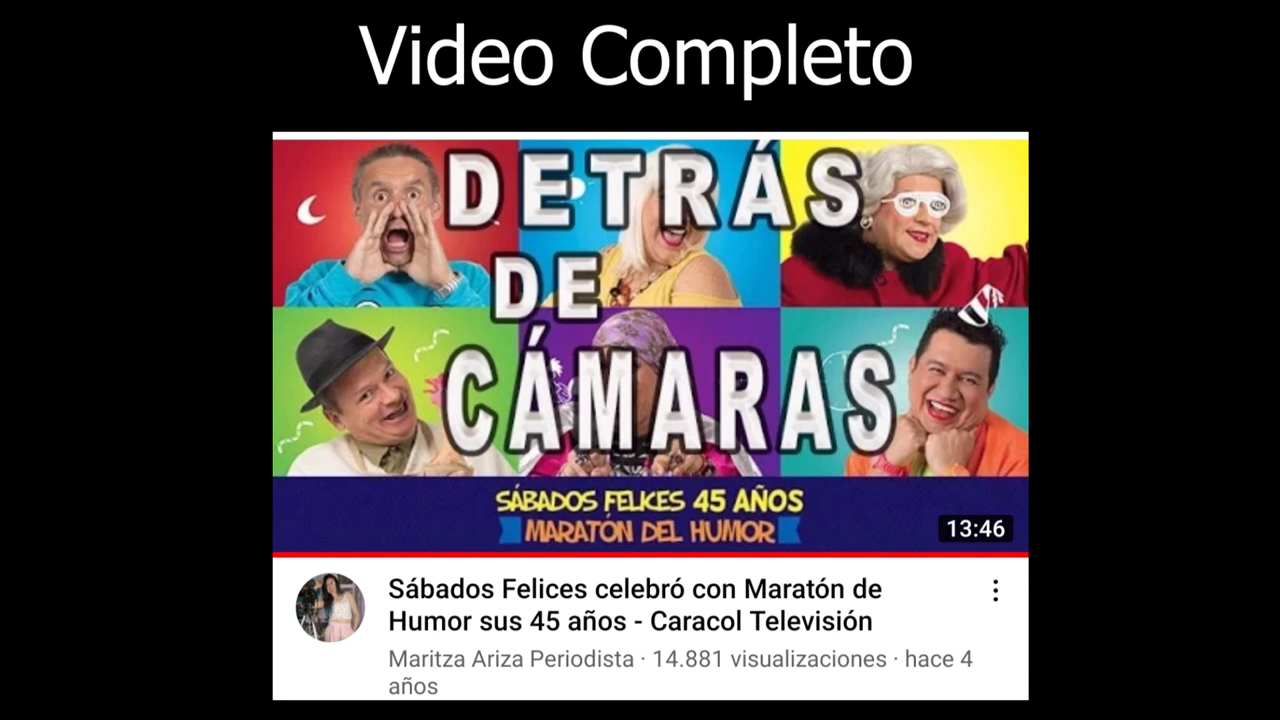 Video Completo
DETRÁS
DE
CÁMARAS
SÁBADOS FELICES 45 AÑOS
MARATÓN DEL HUMOR
13:46
Sábados Felices celebró con Maratón de
Humor sus 45 años - Caracol Televisión
Maritza Ariza Periodista · 14.881 visualizaciones · hace 4
años